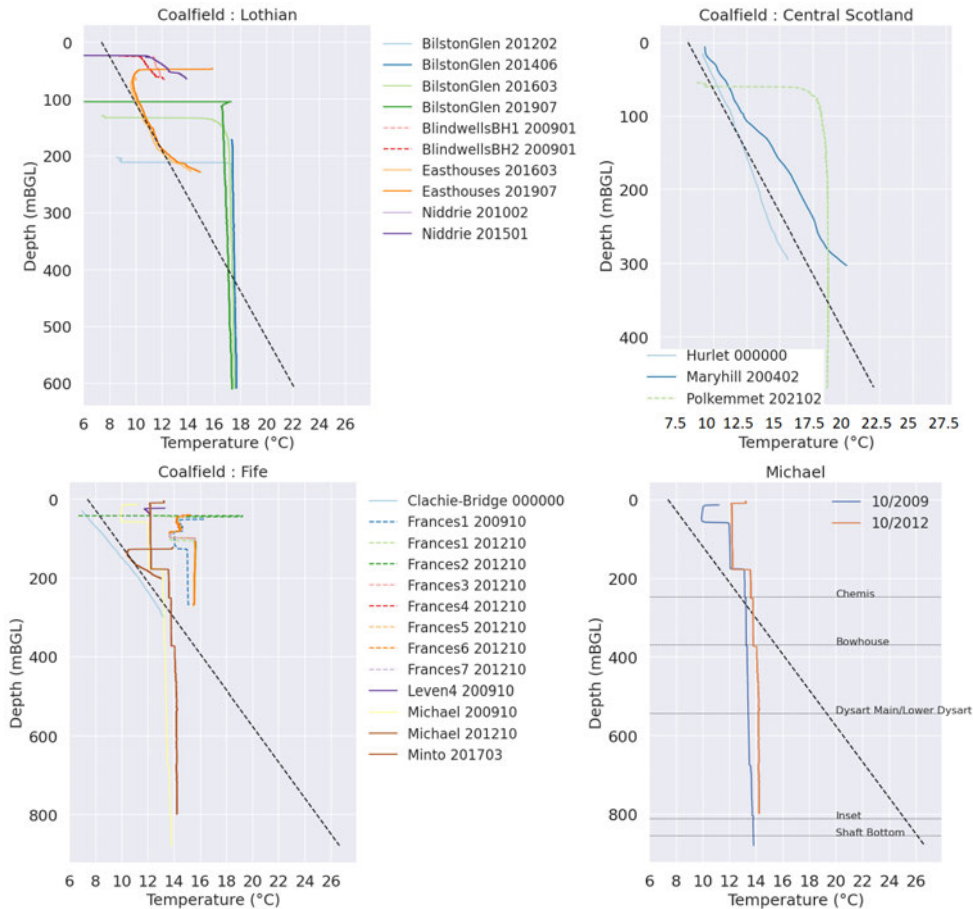 Coalfield : Lothian
0
100
200
300
400
500
600
Depth (mBGL)
6 8 10 12 14 16 18 20 22 24 26
Temperature (°C)
BilstonGlen 201202
BilstonGlen 201406
BilstonGlen 201603
BilstonGlen 201907
BlindwellsBH1 200901
BlindwellsBH2 200901
Easthouses 201603
Easthouses 201907
Niddrie 201002
Niddrie 201501
Coalfield : Central Scotland
0
100
200
300
400
Depth (mBGL)
Hurlet 000000
Maryhill 200402
Polkemmet 202102
7.5 10 12.5 15 17.5 20 22.5 25 27.5
Temperature (°C)
Coalfield : Fife
0
200
400
600
800
Depth (mBGL)
6 8 10 12 14 16 18 20 22 24 26
Temperature (°C)
Clachie-Bridge 000000
Frances1 200910
Frances1 201210
Frances2 201210
Frances3 201210
Frances4 201210
Frances5 201210
Frances6 201210
Frances7 201210
Leven4 200910
Michael 200910
Michael 201210
Minto 201703
Michael
0
200
400
600
800
Depth (mBGL)
10/2009
10/2012
Chemis
Bowhouse
Dysart Main/Lower Dysart
Inset
Shaft Bottom
6 8 10 12 14 16 18 20 22 24 26
Temperature (°C)